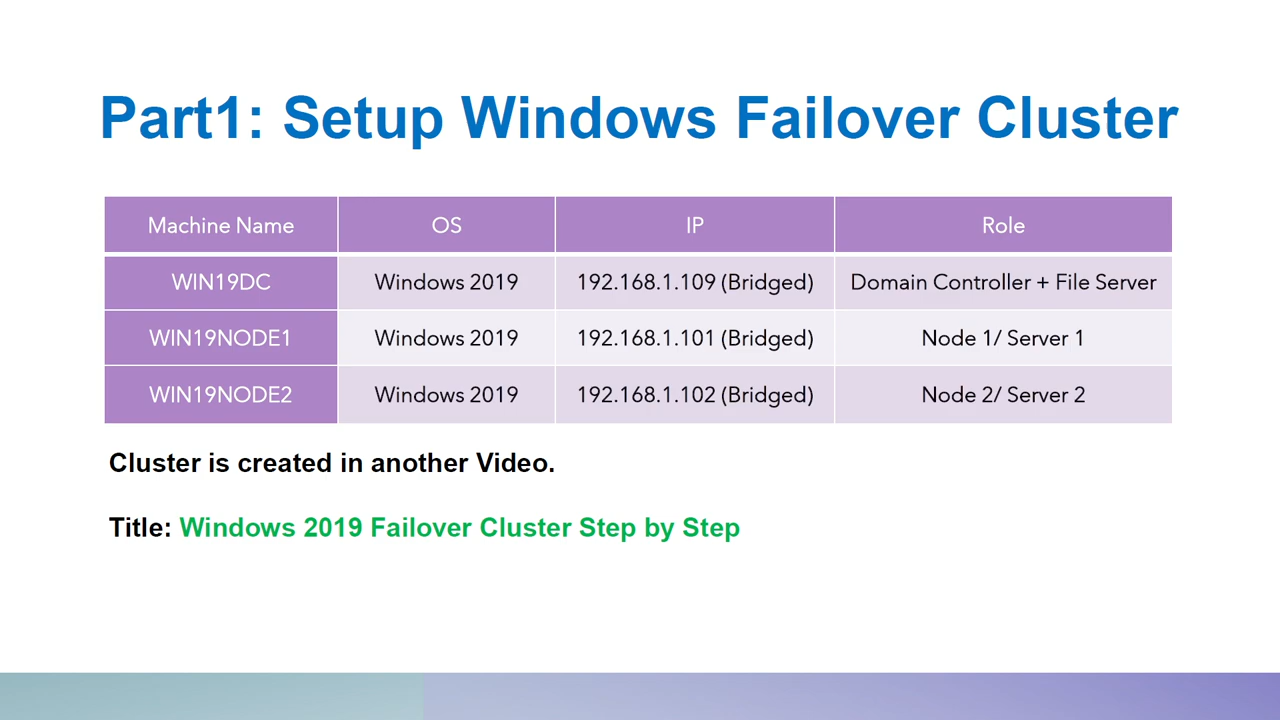 Part1: Setup Windows Failover Cluster
Machine Name OS IP Role
WIN19DC Windows 2019 192.168.1.109 (Bridged) Domain Controller + File Server
WIN19NODE1 Windows 2019 192.168.1.101 (Bridged) Node 1/ Server 1
WIN19NODE2 Windows 2019 192.168.1.102 (Bridged) Node 2/ Server 2
Cluster is created in another Video.
Title: Windows 2019 Failover Cluster Step by Step